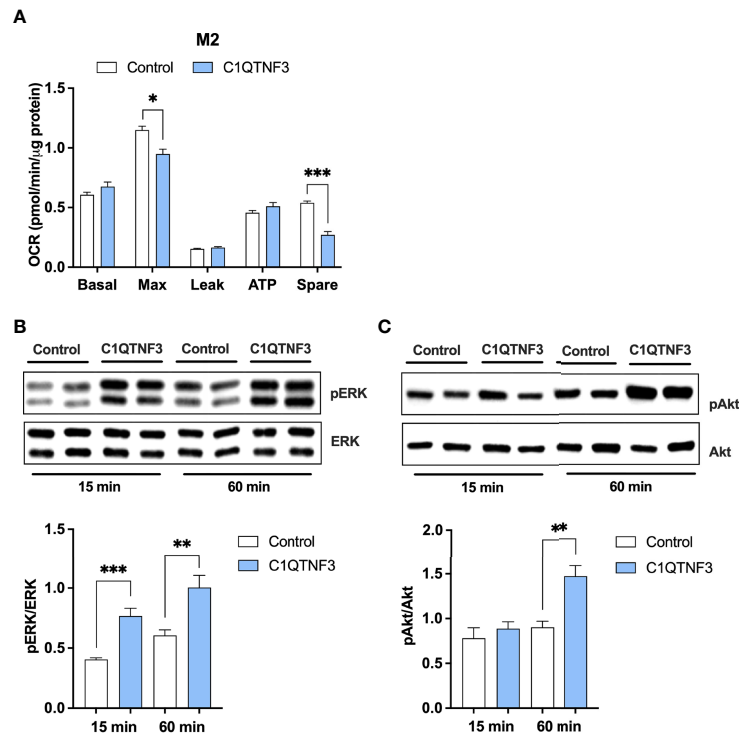 A
M2
Control C1QTNF3
OCR (pmol/min/µg protein)
1.5
1.0
0.5
0.0
*
***
Basal Max Leak ATP Spare
B
Control C1QTNF3 Control C1QTNF3
pERK
ERK
15 min 60 min
pERK/ERK
1.5
1.0
0.5
0.0
***
**
Control
C1QTNF3
15 min 60 min
C
Control C1QTNF3 Control C1QTNF3
pAkt
Akt
15 min 60 min
pAkt/Akt
2.0
1.5
1.0
0.5
0.0
**
Control
C1QTNF3
15 min 60 min